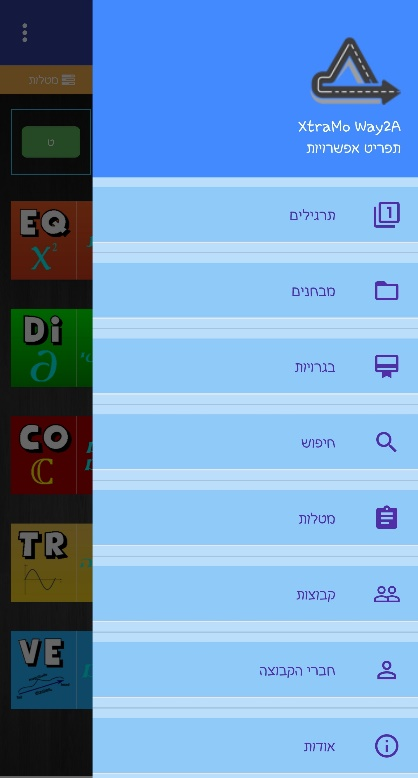 XtraMo Way2A
תפריט אפשרויות
תרגילים
מבחנים
בגרויות
חיפוש
מטלות
קבוצות
חברי הקבוצה
אודות
מטלות
EQ
X²
Di
∂
CO
ℂ
TR
VE